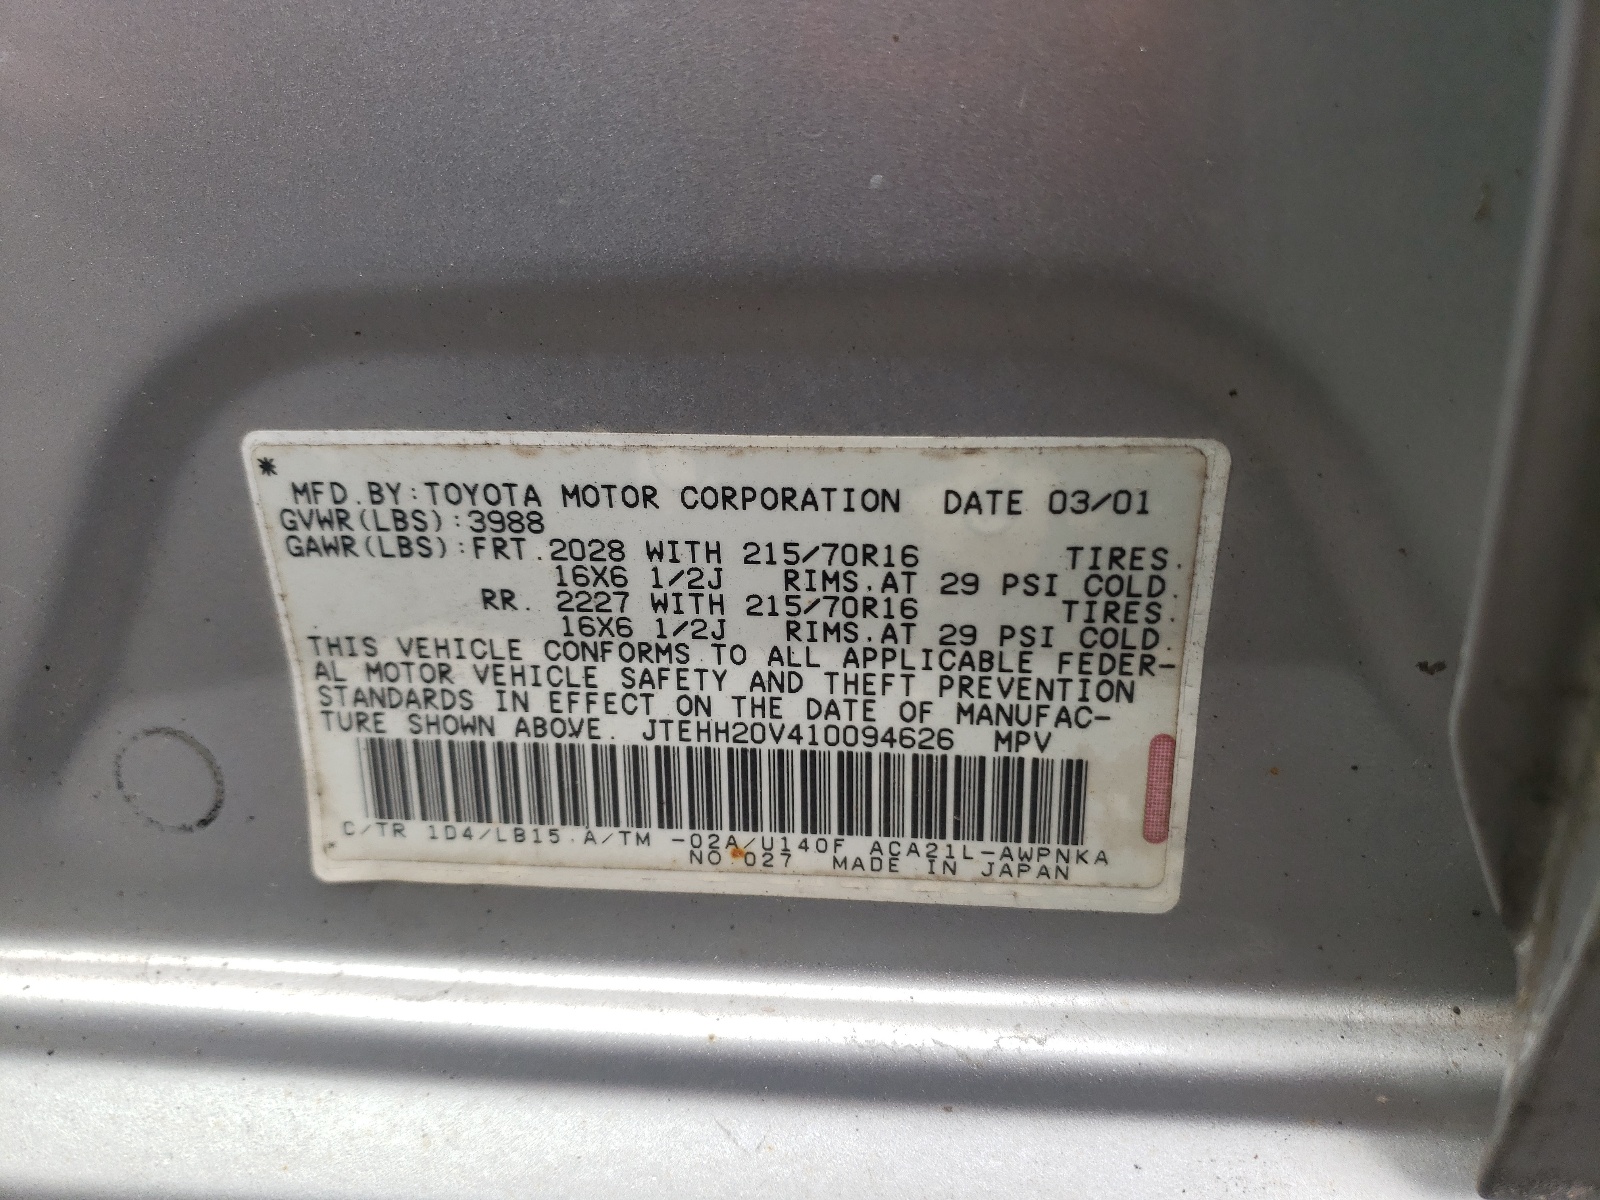 *
MFD.BY:TOYOTA MOTOR CORPORATION DATE 03/01
GVWR(LBS):3988
GAWR(LBS):FRT.2028 WITH 215/70R16 TIRES.
16X6 1/2J RIMS.AT 29 PSI COLD.
RR. 2227 WITH 215/70R16 TIRES.
16X6 1/2J RIMS.AT 29 PSI COLD.
THIS VEHICLE CONFORMS TO ALL APPLICABLE FEDER-
AL MOTOR VEHICLE SAFETY AND THEFT PREVENTION
STANDARDS IN EFFECT ON THE DATE OF MANUFAC-
TURE SHOWN ABOVE. JTEHH20V410094626 MPV
C/TR 1D4/LB15.A/TM -02A/U140F ACA21L-AWPNKA
NO.027 MADE IN JAPAN